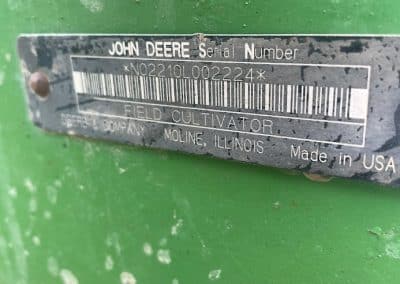 JOHN DEERE Serial Number
*N02210L002224*
FIELD CULTIVATOR
DEERE & COMPANY MOLINE, ILLINOIS
Made in USA